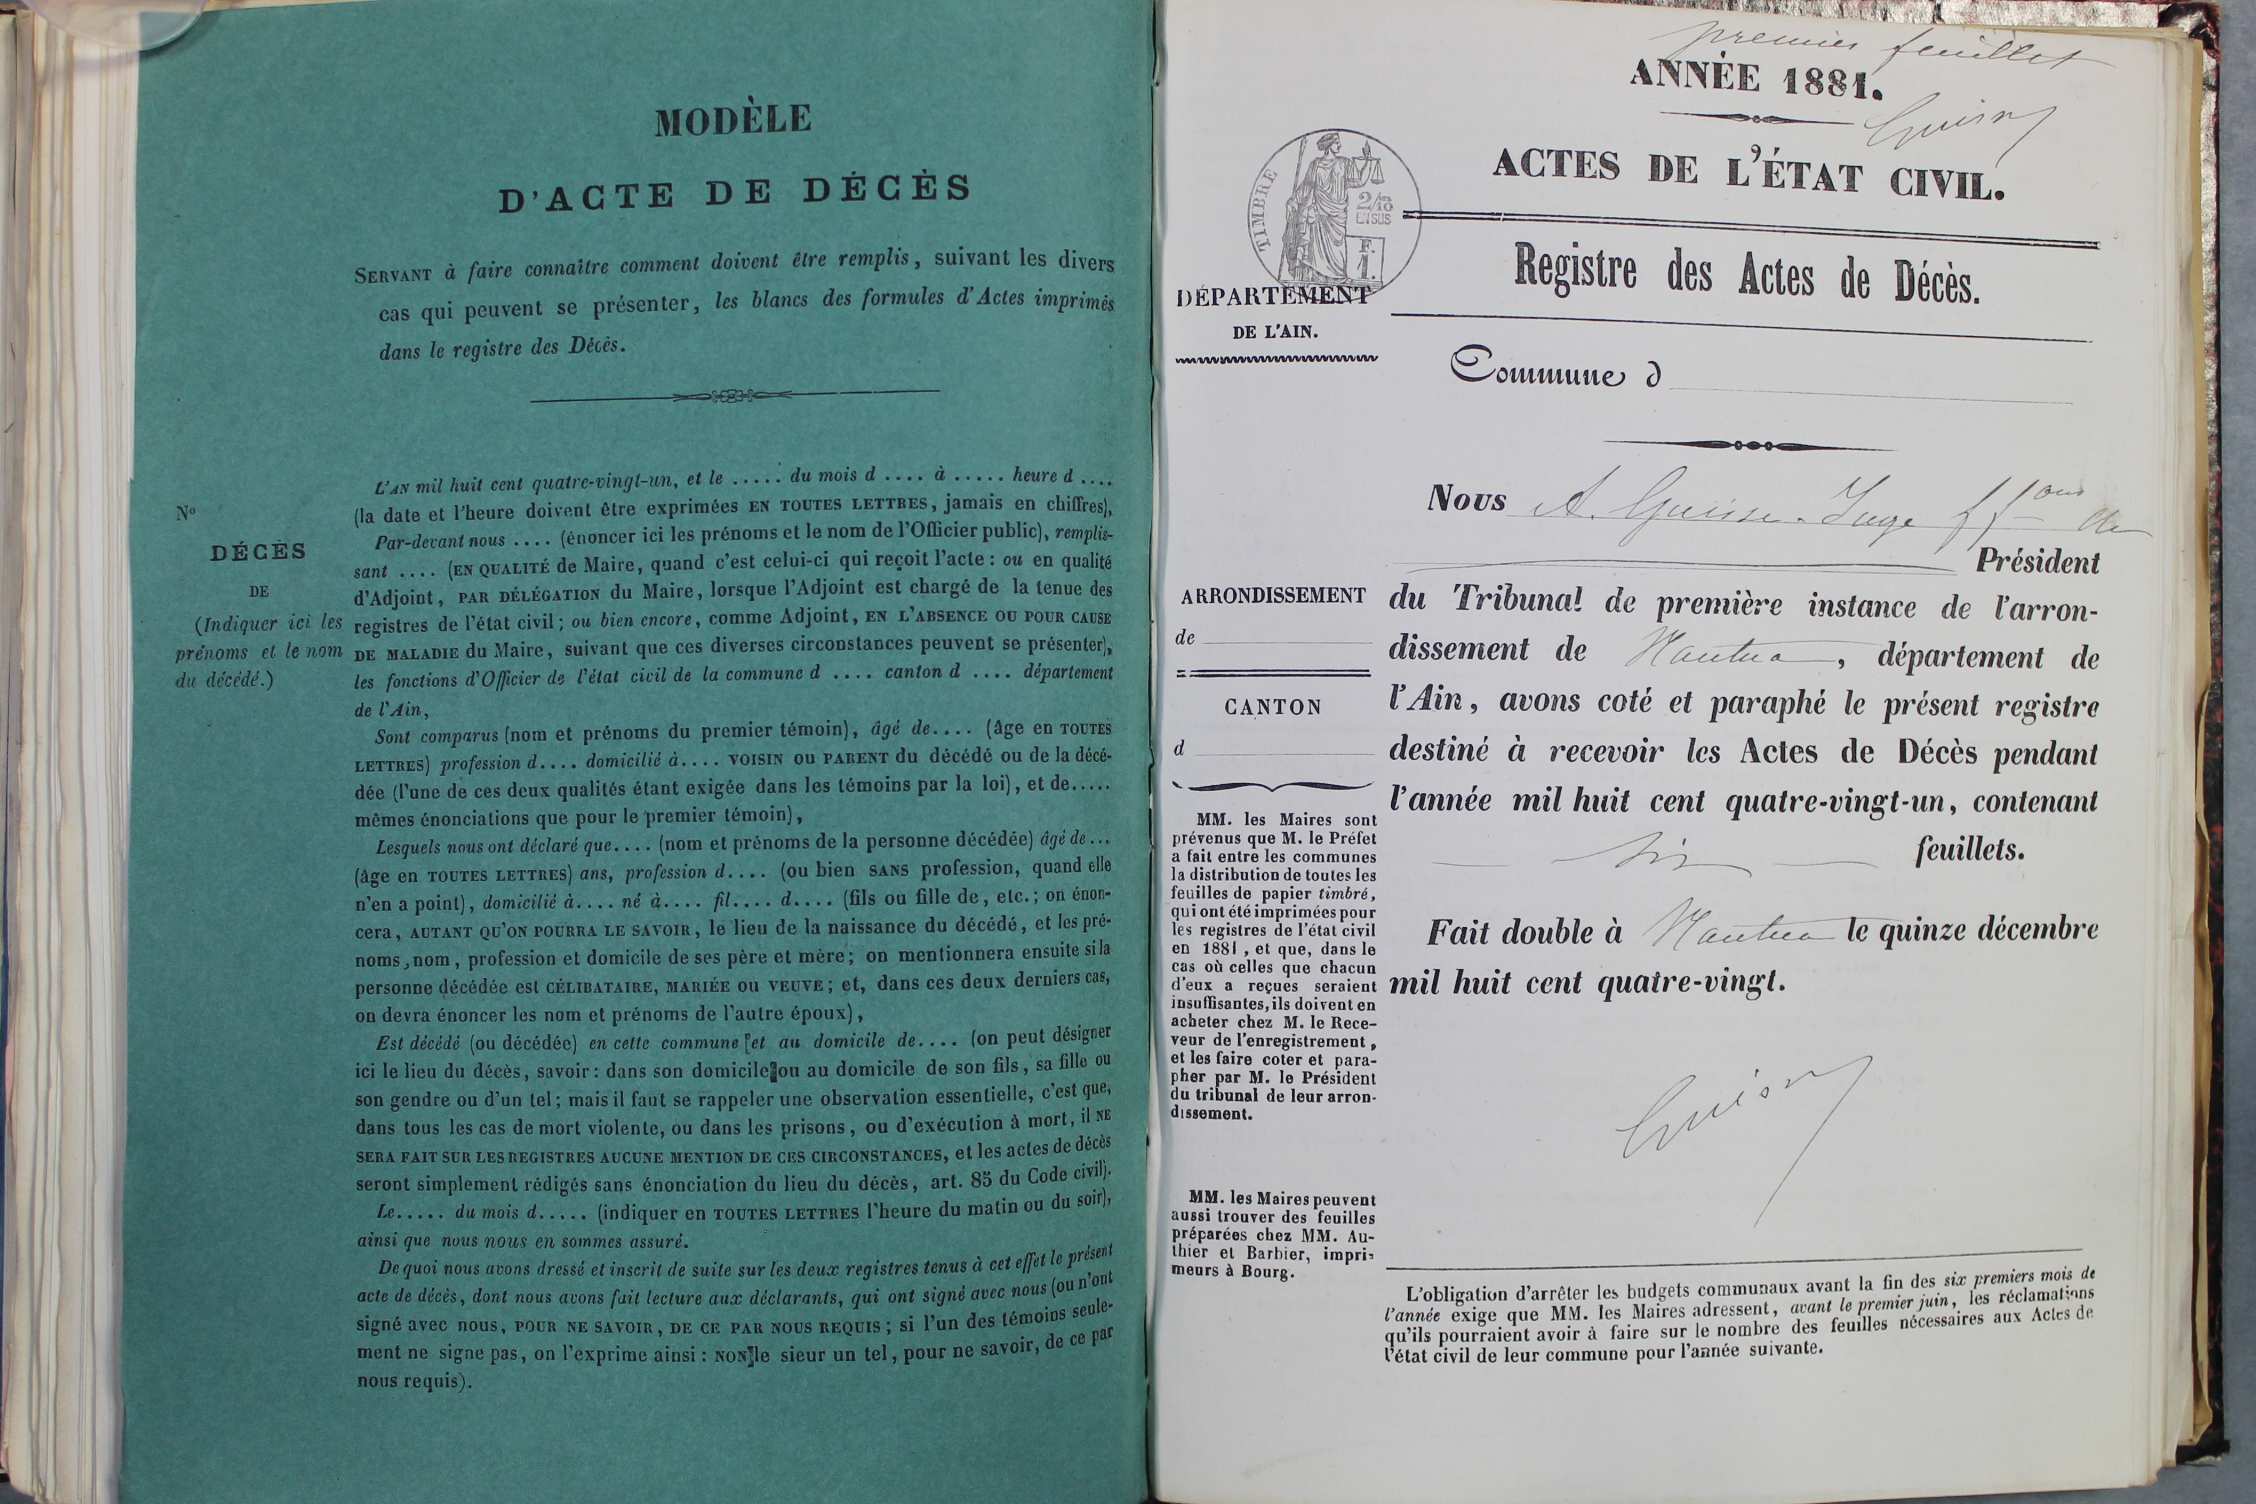 MODÈLE
D'ACTE DE DÉCÈS
SERVANT à faire connaître comment doivent être remplis, suivant les divers
cas qui peuvent se présenter, les blancs des formules d'Actes imprimés
dans le registre des Décès.
Nº
DÉCÈS
DE
(Indiquer ici les
prénoms et le nom
du décédé.)
L'AN mil huit cent quatre-vingt-un, et le ..... du mois d .... à ..... heure d ....
(la date et l'heure doivent être exprimées EN TOUTES LETTRES, jamais en chiffres),
Par-devant nous .... (énoncer ici les prénoms et le nom de l'Officier public), remplis-
sant .... (EN QUALITÉ de Maire, quand c'est celui-ci qui reçoit l'acte : ou en qualité
d'Adjoint, PAR DÉLÉGATION du Maire, lorsque l'Adjoint est chargé de la tenue des
registres de l'état civil ; ou bien encore, comme Adjoint, EN L'ABSENCE OU POUR CAUSE
DE MALADIE du Maire, suivant que ces diverses circonstances peuvent se présenter),
les fonctions d'Officier de l'état civil de la commune d .... canton d .... département
de l'Ain,
Sont comparus (nom et prénoms du premier témoin), âgé de.... (âge en TOUTES
LETTRES) profession d.... domicilié à.... VOISIN OU PARENT du décédé ou de la décé-
dée (l'une de ces deux qualités étant exigée dans les témoins par la loi), et de.....
mêmes énonciations que pour le premier témoin),
Lesquels nous ont déclaré que.... (nom et prénoms de la personne décédée) âgé de...
(âge en TOUTES LETTRES) ans, profession d.... (ou bien SANS profession, quand elle
n'en a point), domicilié à.... né à.... fil.... d.... (fils ou fille de, etc.; on énon-
cera, AUTANT QU'ON POURRA LE SAVOIR, le lieu de la naissance du décédé, et les pré-
noms, nom, profession et domicile de ses père et mère; on mentionnera ensuite si la
personne décédée est CÉLIBATAIRE, MARIÉE OU VEUVE; et, dans ces deux derniers cas,
on devra énoncer les nom et prénoms de l'autre époux),
Est décédé (ou décédée) en cette commune [et au domicile de.... (on peut désigner
ici le lieu du décès, savoir : dans son domicile ou au domicile de son fils, sa fille ou
son gendre ou d'un tel; mais il faut se rappeler une observation essentielle, c'est que,
dans tous les cas de mort violente, ou dans les prisons, ou d'exécution à mort, il NE
SERA FAIT SUR LES REGISTRES AUCUNE MENTION DE CES CIRCONSTANCES, et les actes de décès
seront simplement rédigés sans énonciation du lieu du décès, art. 85 du Code civil).
Le..... du mois d..... (indiquer en TOUTES LETTRES l'heure du matin ou du soir),
ainsi que nous nous en sommes assuré.
De quoi nous avons dressé et inscrit de suite sur les deux registres tenus à cet effet le présent
acte de décès, dont nous avons fait lecture aux déclarants, qui ont signé avec nous (ou n'ont
signé avec nous, POUR NE SAVOIR, DE CE PAR NOUS REQUIS; si l'un des témoins seule-
ment ne signe pas, on l'exprime ainsi : NON le sieur un tel, pour ne savoir, de ce par
nous requis).
premier feuillet
ANNÉE 1881.
ACTES DE L'ÉTAT CIVIL.
TIMBRE
2/10
EN SUS
F.
1.
Registre des Actes de Décès.
DÉPARTEMENT
DE L'AIN.
Commune d
Nous A. Guisse. Juge ff.ons de
Président
du Tribunal de première instance de l'arron-
dissement de Nantua, département de
l'Ain, avons coté et paraphé le présent registre
destiné à recevoir les Actes de Décès pendant
l'année mil huit cent quatre-vingt-un, contenant
six feuillets.
Fait double à Nantua le quinze décembre
mil huit cent quatre-vingt.
ARRONDISSEMENT
de
CANTON
d
MM. les Maires sont
prévenus que M. le Préfet
a fait entre les communes
la distribution de toutes les
feuilles de papier timbré,
qui ont été imprimées pour
les registres de l'état civil
en 1881, et que, dans le
cas où celles que chacun
d'eux a reçues seraient
insuffisantes, ils doivent en
acheter chez M. le Rece-
veur de l'enregistrement,
et les faire coter et para-
pher par M. le Président
du tribunal de leur arron-
dissement.
MM. les Maires peuvent
aussi trouver des feuilles
préparées chez MM. Au-
thier et Barbier, impri-
meurs à Bourg.
L'obligation d'arrêter les budgets communaux avant la fin des six premiers mois de
l'année exige que MM. les Maires adressent, avant le premier juin, les réclamations
qu'ils pourraient avoir à faire sur le nombre des feuilles nécessaires aux Actes de
l'état civil de leur commune pour l'année suivante.